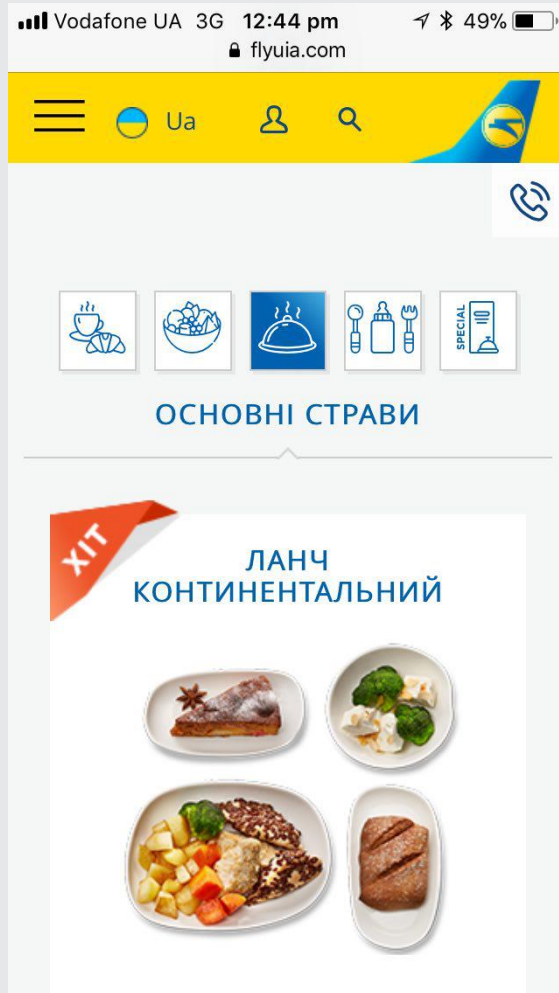 Vodafone UA 3G 12:44 pm 49%
flyuia.com
Ua
SPECIAL
ОСНОВНІ СТРАВИ
ХІТ
ЛАНЧ
КОНТИНЕНТАЛЬНИЙ